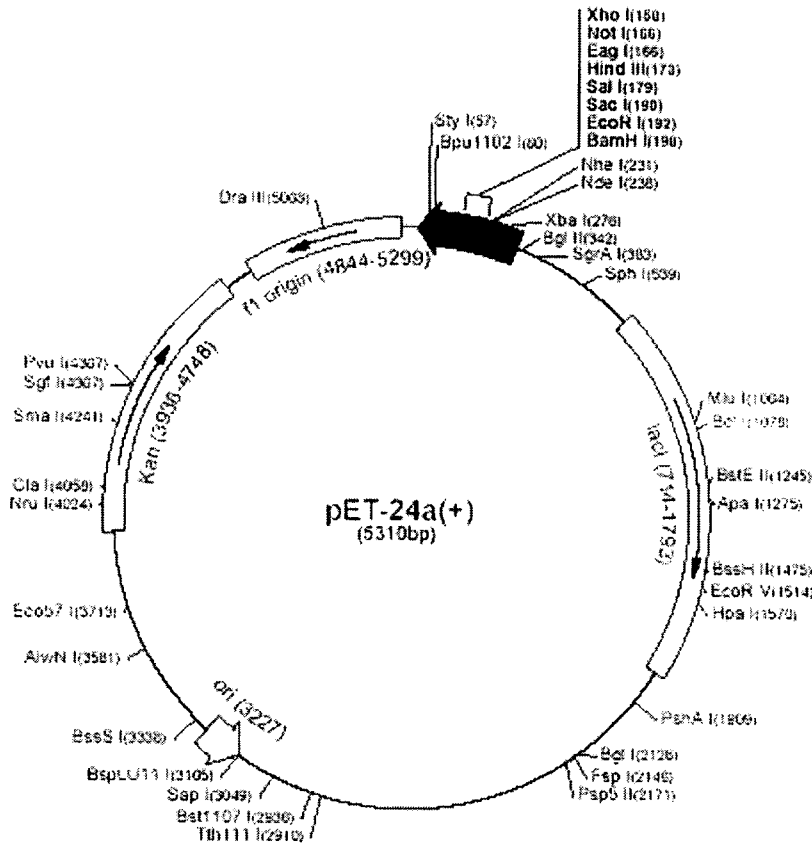 Xho I(158)
Not I(166)
Eag I(166)
Hind III(173)
Sal I(179)
Sac I(190)
EcoR I(192)
BamH I(198)
Sty I(57)
Bpu1102 I(80)
Nhe I(231)
Nde I(238)
Dra III(5003)
Xba I(276)
Bgl II(342)
SgrA I(383)
Sph I(539)
f1 origin (4844-5299)
Pvu I(4367)
Sgf I(4367)
Sma I(4241)
Kan (3936-4748)
Mlu I(1064)
Bcl I(1078)
lacI (714-1793)
Cla I(4058)
Nru I(4024)
BstE II(1245)
Apa I(1275)
pET-24a(+)
(5310bp)
BssH II(1475)
EcoR V(1514)
Hpa I(1570)
Eco57 I(3713)
AlwN I(3581)
ori (3227)
PshA I(1909)
BssS I(3338)
Bgl I(2128)
Fsp I(2146)
Psp5 II(2171)
BspLU11 I(3105)
Sap I(3049)
Bst1107 I(2936)
Tth111 I(2910)